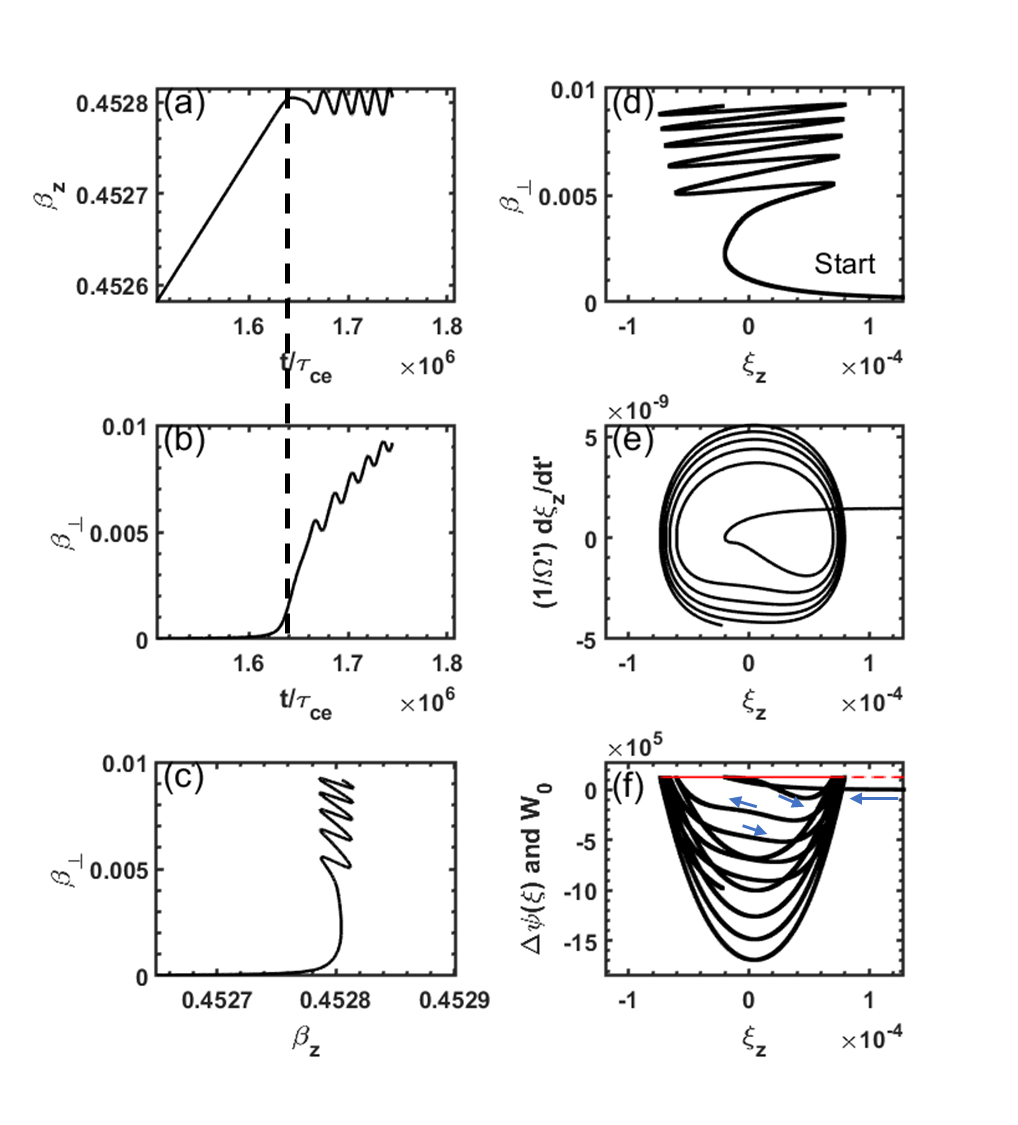 (a)
0.4528
0.4527
0.4526
β_z
1.6 1.7 1.8
t/τ_ce ×10^6
(d)
0.01
0.005
0
β_⊥
Start
-1 0 1
ξ_z ×10^-4
(b)
0.01
0.005
0
β_⊥
1.6 1.7 1.8
t/τ_ce ×10^6
×10^-9
(e)
5
0
-5
(1/Ω') dξ_z/dt'
-1 0 1
ξ_z ×10^-4
(c)
0.01
0.005
0
β_⊥
0.4527 0.4528 0.4529
β_z
×10^5
(f)
0
-5
-10
-15
Δψ(ξ) and W_0
-1 0 1
ξ_z ×10^-4